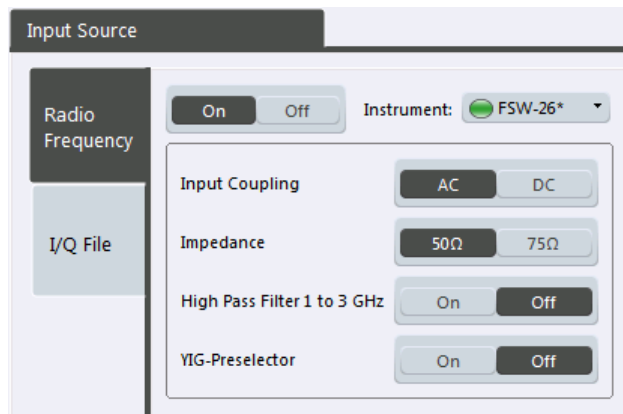 Input Source
Radio
Frequency
On Off Instrument: FSW-26*
Input Coupling AC DC
I/Q File
Impedance 50Ω 75Ω
High Pass Filter 1 to 3 GHz On Off
YIG-Preselector On Off